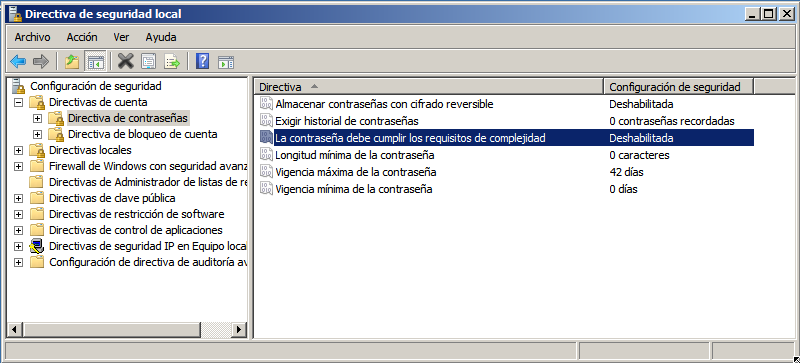 Directiva de seguridad local
Archivo Acción Ver Ayuda
Configuración de seguridad
Directivas de cuenta
Directiva de contraseñas
Directiva de bloqueo de cuenta
Directivas locales
Firewall de Windows con seguridad avanz
Directivas de Administrador de listas de re
Directivas de clave pública
Directivas de restricción de software
Directivas de control de aplicaciones
Directivas de seguridad IP en Equipo loca
Configuración de directiva de auditoría av
Directiva Configuración de seguridad
Almacenar contraseñas con cifrado reversible Deshabilitada
Exigir historial de contraseñas 0 contraseñas recordadas
La contraseña debe cumplir los requisitos de complejidad Deshabilitada
Longitud mínima de la contraseña 0 caracteres
Vigencia máxima de la contraseña 42 días
Vigencia mínima de la contraseña 0 días